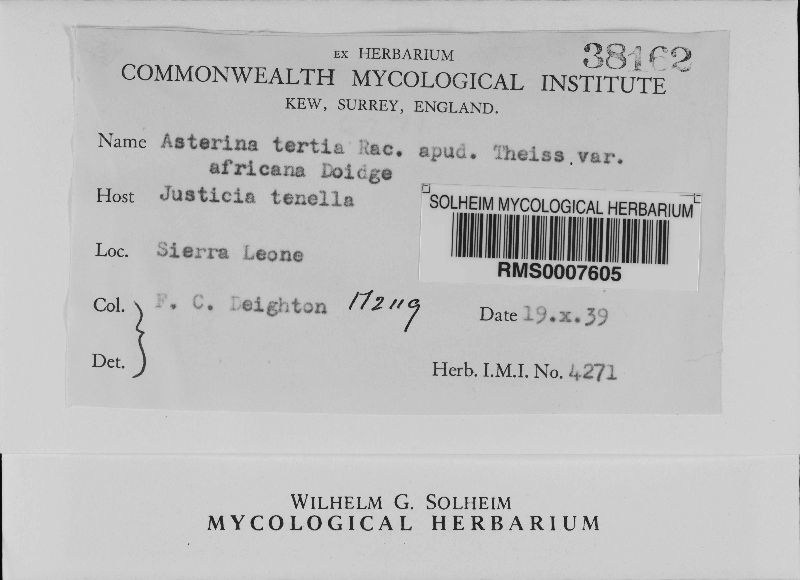 38162
EX HERBARIUM
COMMONWEALTH MYCOLOGICAL INSTITUTE
KEW, SURREY, ENGLAND.
Name Asterina tertia Rac. apud. Theiss. var.
africana Doidge
Host Justicia tenella
SOLHEIM MYCOLOGICAL HERBARIUM
RMS0007605
Loc. Sierra Leone
Col. F. C. Deighton M2119
Date 19.x.39
Det.
Herb. I.M.I. No. 4271
WILHELM G. SOLHEIM
MYCOLOGICAL HERBARIUM